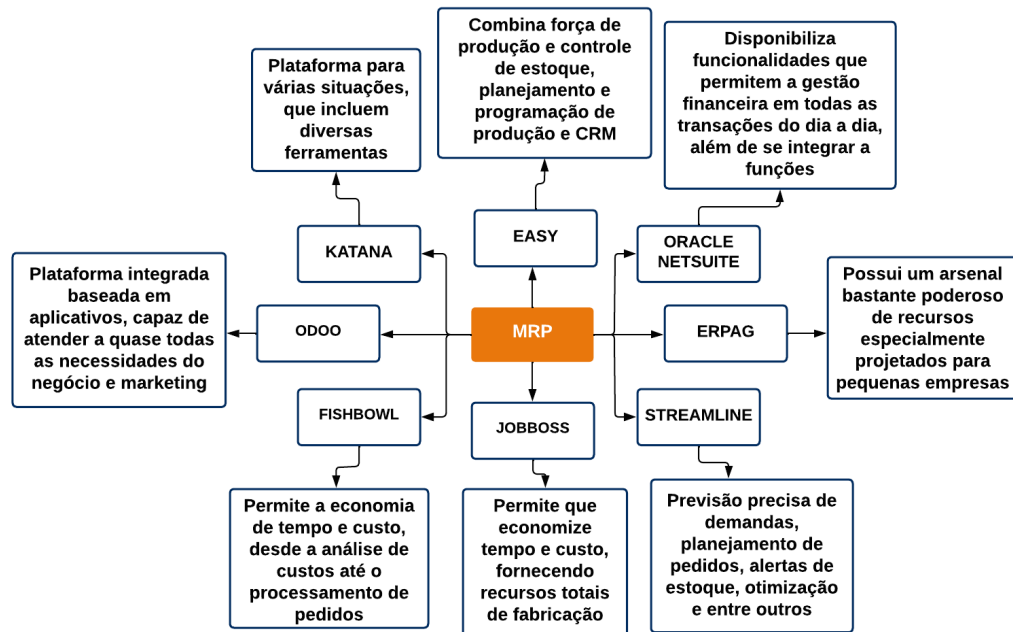 Combina força de
produção e controle
de estoque,
planejamento e
programação de
produção e CRM
Disponibiliza
funcionalidades que
permitem a gestão
financeira em todas as
transações do dia a dia,
além de se integrar a
funções
Plataforma para
várias situações,
que incluem
diversas
ferramentas
KATANA
EASY
ORACLE
NETSUITE
Plataforma integrada
baseada em
aplicativos, capaz de
atender a quase todas
as necessidades do
negócio e marketing
ODOO
MRP
ERPAG
Possui um arsenal
bastante poderoso
de recursos
especialmente
projetados para
pequenas empresas
FISHBOWL
JOBBOSS
STREAMLINE
Permite a economia
de tempo e custo,
desde a análise de
custos até o
processamento de
pedidos
Permite que
economize
tempo e custo,
fornecendo
recursos totais
de fabricação
Previsão precisa de
demandas,
planejamento de
pedidos, alertas de
estoque, otimização
e entre outros